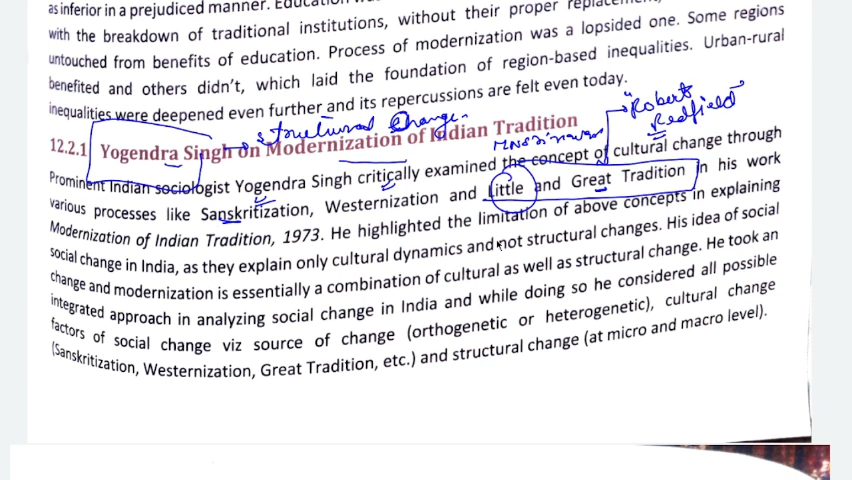 as inferior in a prejudiced manner.
with the breakdown of traditional institutions, without their proper
untouched from benefits of education. Process of modernization was a lopsided one. Some regions
benefited and others didn't, which laid the foundation of region-based inequalities. Urban-rural
inequalities were deepened even further and its repercussions are felt even today.
"Robert
Redfield"
structural Change.
12.2.1 Yogendra Singh on Modernization of Indian Tradition
Prominent Indian sociologist Yogendra Singh critically examined the concept of cultural change through
various processes like Sanskritization, Westernization and Little and Great Tradition in his work
Modernization of Indian Tradition, 1973. He highlighted the limitation of above concepts in explaining
social change in India, as they explain only cultural dynamics and not structural changes. His idea of social
change and modernization is essentially a combination of cultural as well as structural change. He took an
integrated approach in analyzing social change in India and while doing so he considered all possible
factors of social change viz source of change (orthogenetic or heterogenetic), cultural change
(Sanskritization, Westernization, Great Tradition, etc.) and structural change (at micro and macro level).